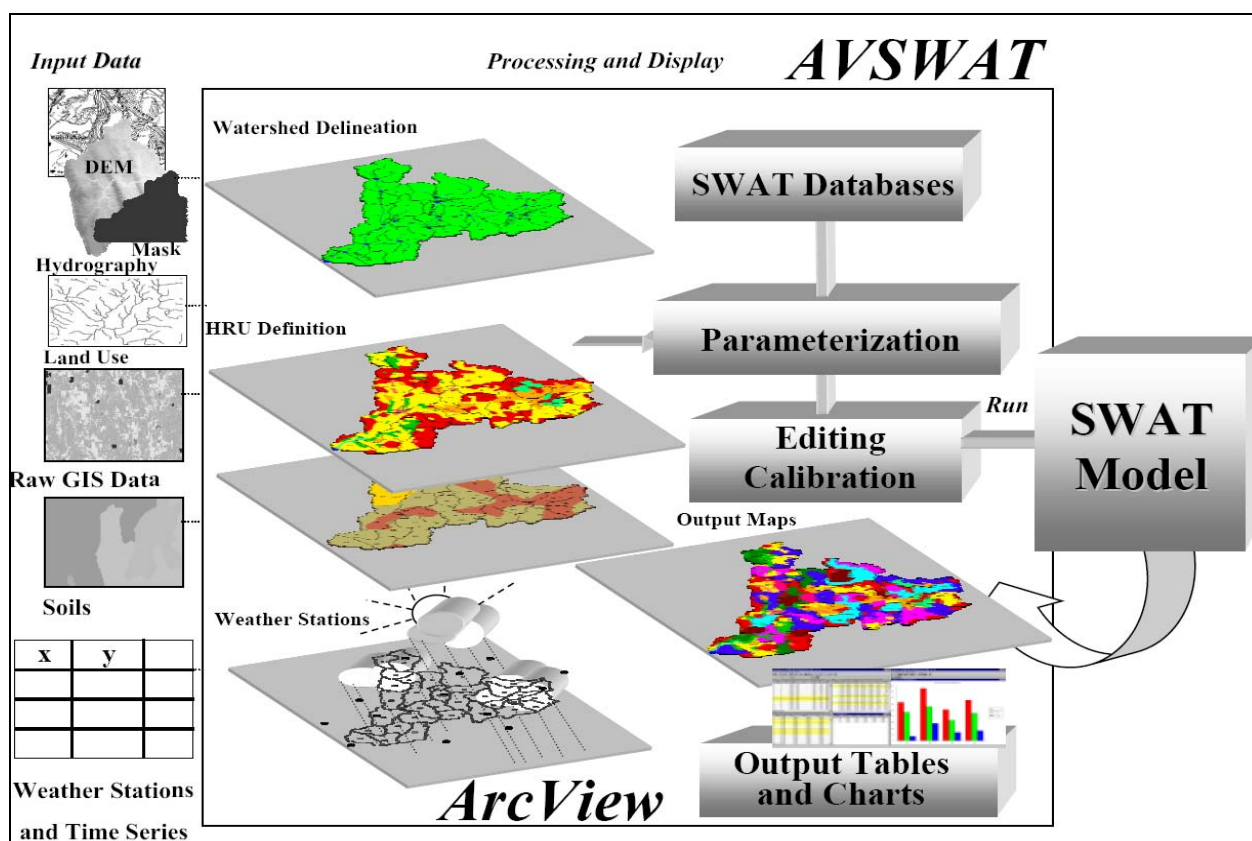 Input Data
Processing and Display
AVSWAT
DEM
Mask
Hydrography
Land Use
Raw GIS Data
Soils
x y
Weather Stations
and Time Series
Watershed Delineation
HRU Definition
Weather Stations
ArcView
SWAT Databases
Parameterization
Editing
Calibration
Run
SWAT
Model
Output Maps
Output Tables
and Charts